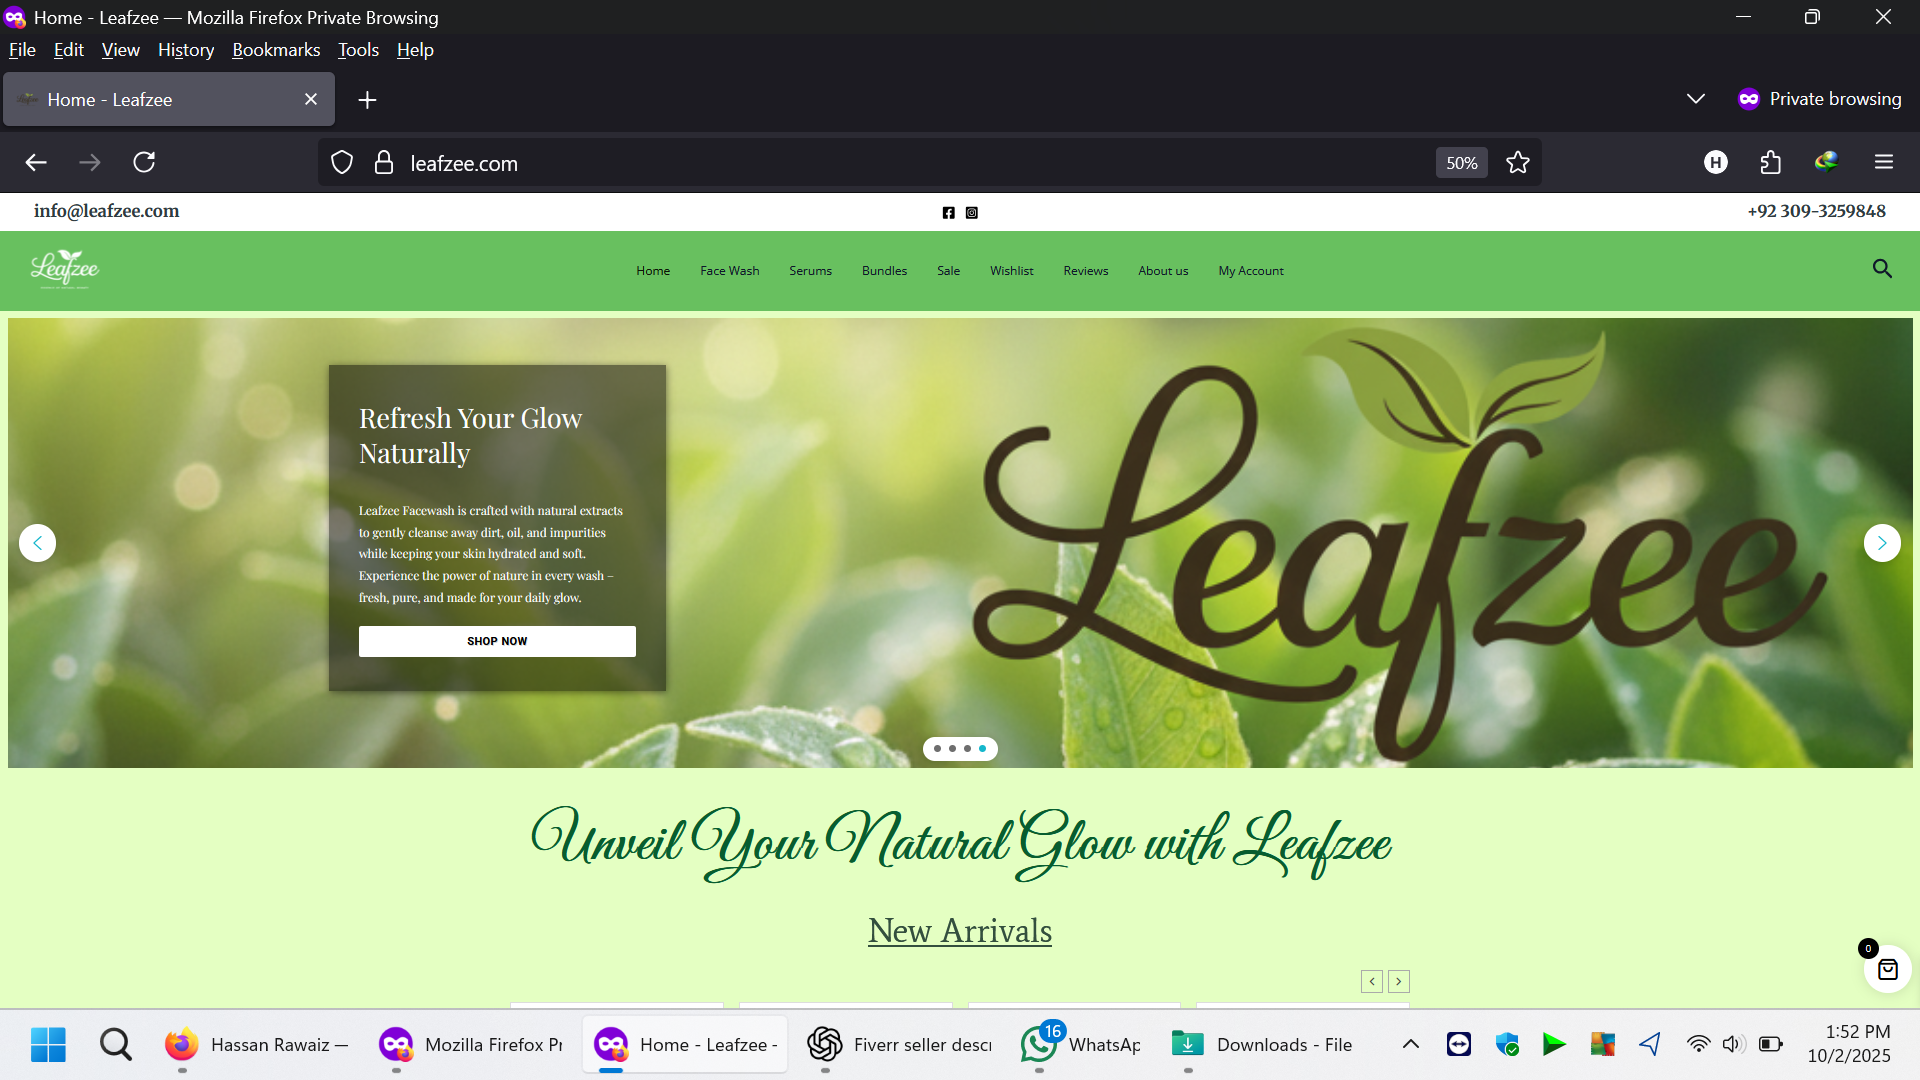 Home - Leafzee — Mozilla Firefox Private Browsing
File Edit View History Bookmarks Tools Help
Home - Leafzee
Private browsing
leafzee.com
50%
H
info@leafzee.com
+92 309-3259848
Leafzee
Home Face Wash Serums Bundles Sale Wishlist Reviews About us My Account
Refresh Your Glow
Naturally
Leafzee Facewash is crafted with natural extracts
to gently cleanse away dirt, oil, and impurities
while keeping your skin hydrated and soft.
Experience the power of nature in every wash –
fresh, pure, and made for your daily glow.
SHOP NOW
Leafzee
Unveil Your Natural Glow with Leafzee
New Arrivals
0
Hassan Rawaiz —
Mozilla Firefox Pr
Home - Leafzee -
Fiverr seller descr
16
WhatsAp
Downloads - File
1:52 PM
10/2/2025